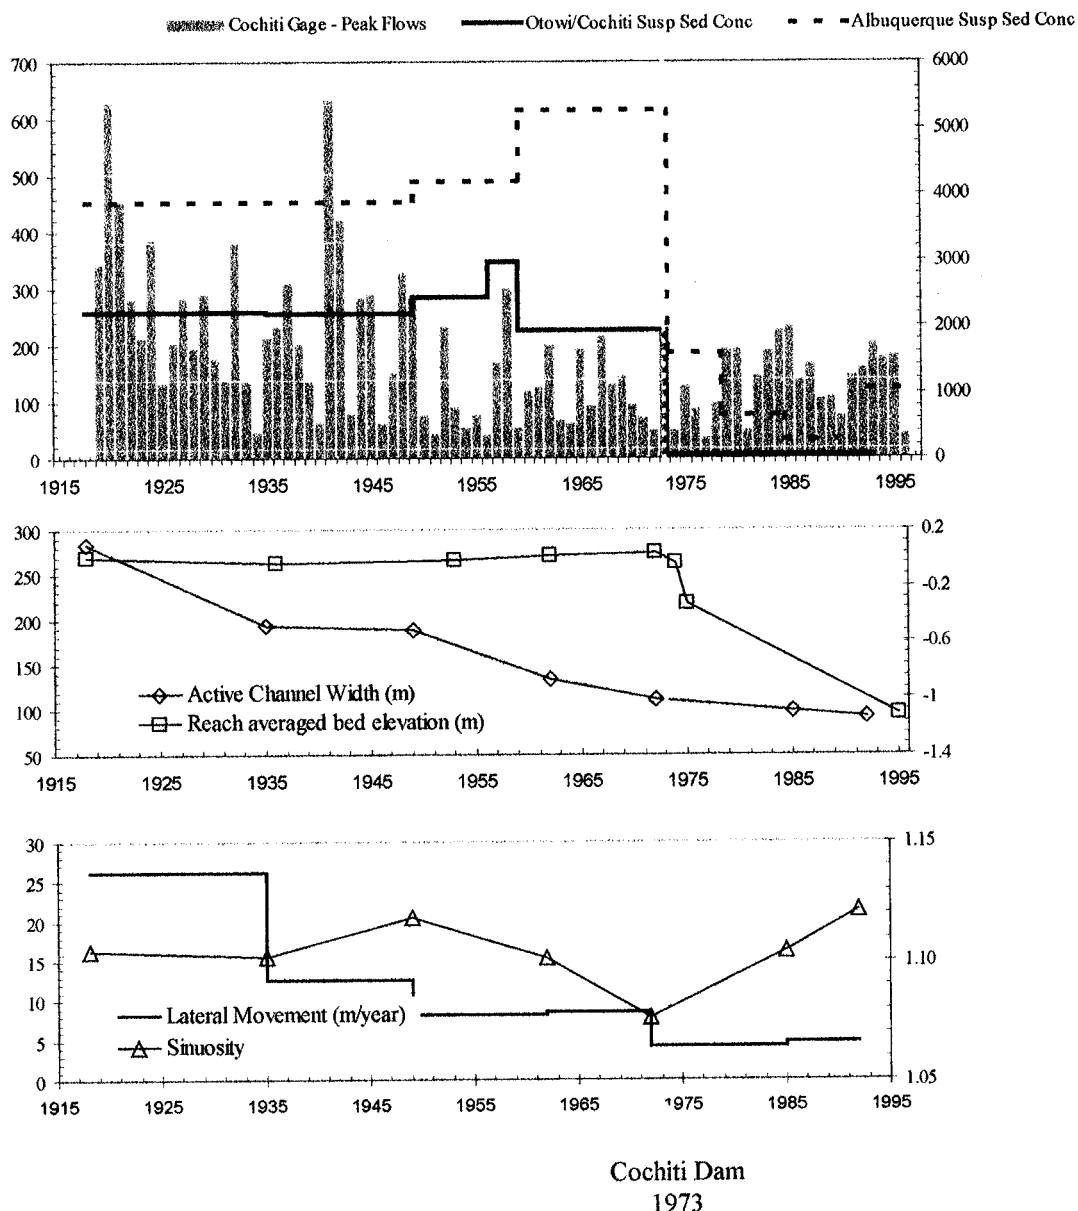 Cochiti Gage - Peak Flows Otowi/Cochiti Susp Sed Conc Albuquerque Susp Sed Conc
700 6000
600 5000
500 4000
400
300 3000
200 2000
100 1000
0 0
1915 1925 1935 1945 1955 1965 1975 1985 1995
300 0.2
250 -0.2
200
150 -0.6
Active Channel Width (m) -1
100 Reach averaged bed elevation (m)
50 -1.4
1915 1925 1935 1945 1955 1965 1975 1985 1995
30 1.15
25
20
15 1.10
10 Lateral Movement (m/year)
5 Sinuosity
0 1.05
1915 1925 1935 1945 1955 1965 1975 1985 1995
Cochiti Dam
1973